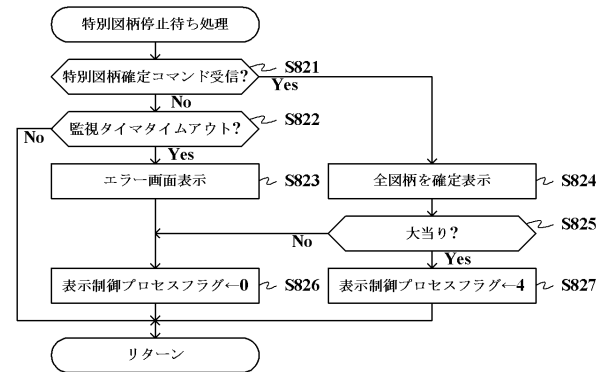 特別図柄停止待ち処理
特別図柄確定コマンド受信?
S821
Yes
No
監視タイマタイムアウト?
S822
No
Yes
エラー画面表示
S823
全図柄を確定表示
S824
大当り?
S825
No
Yes
表示制御プロセスフラグ←0
S826
表示制御プロセスフラグ←4
S827
リターン